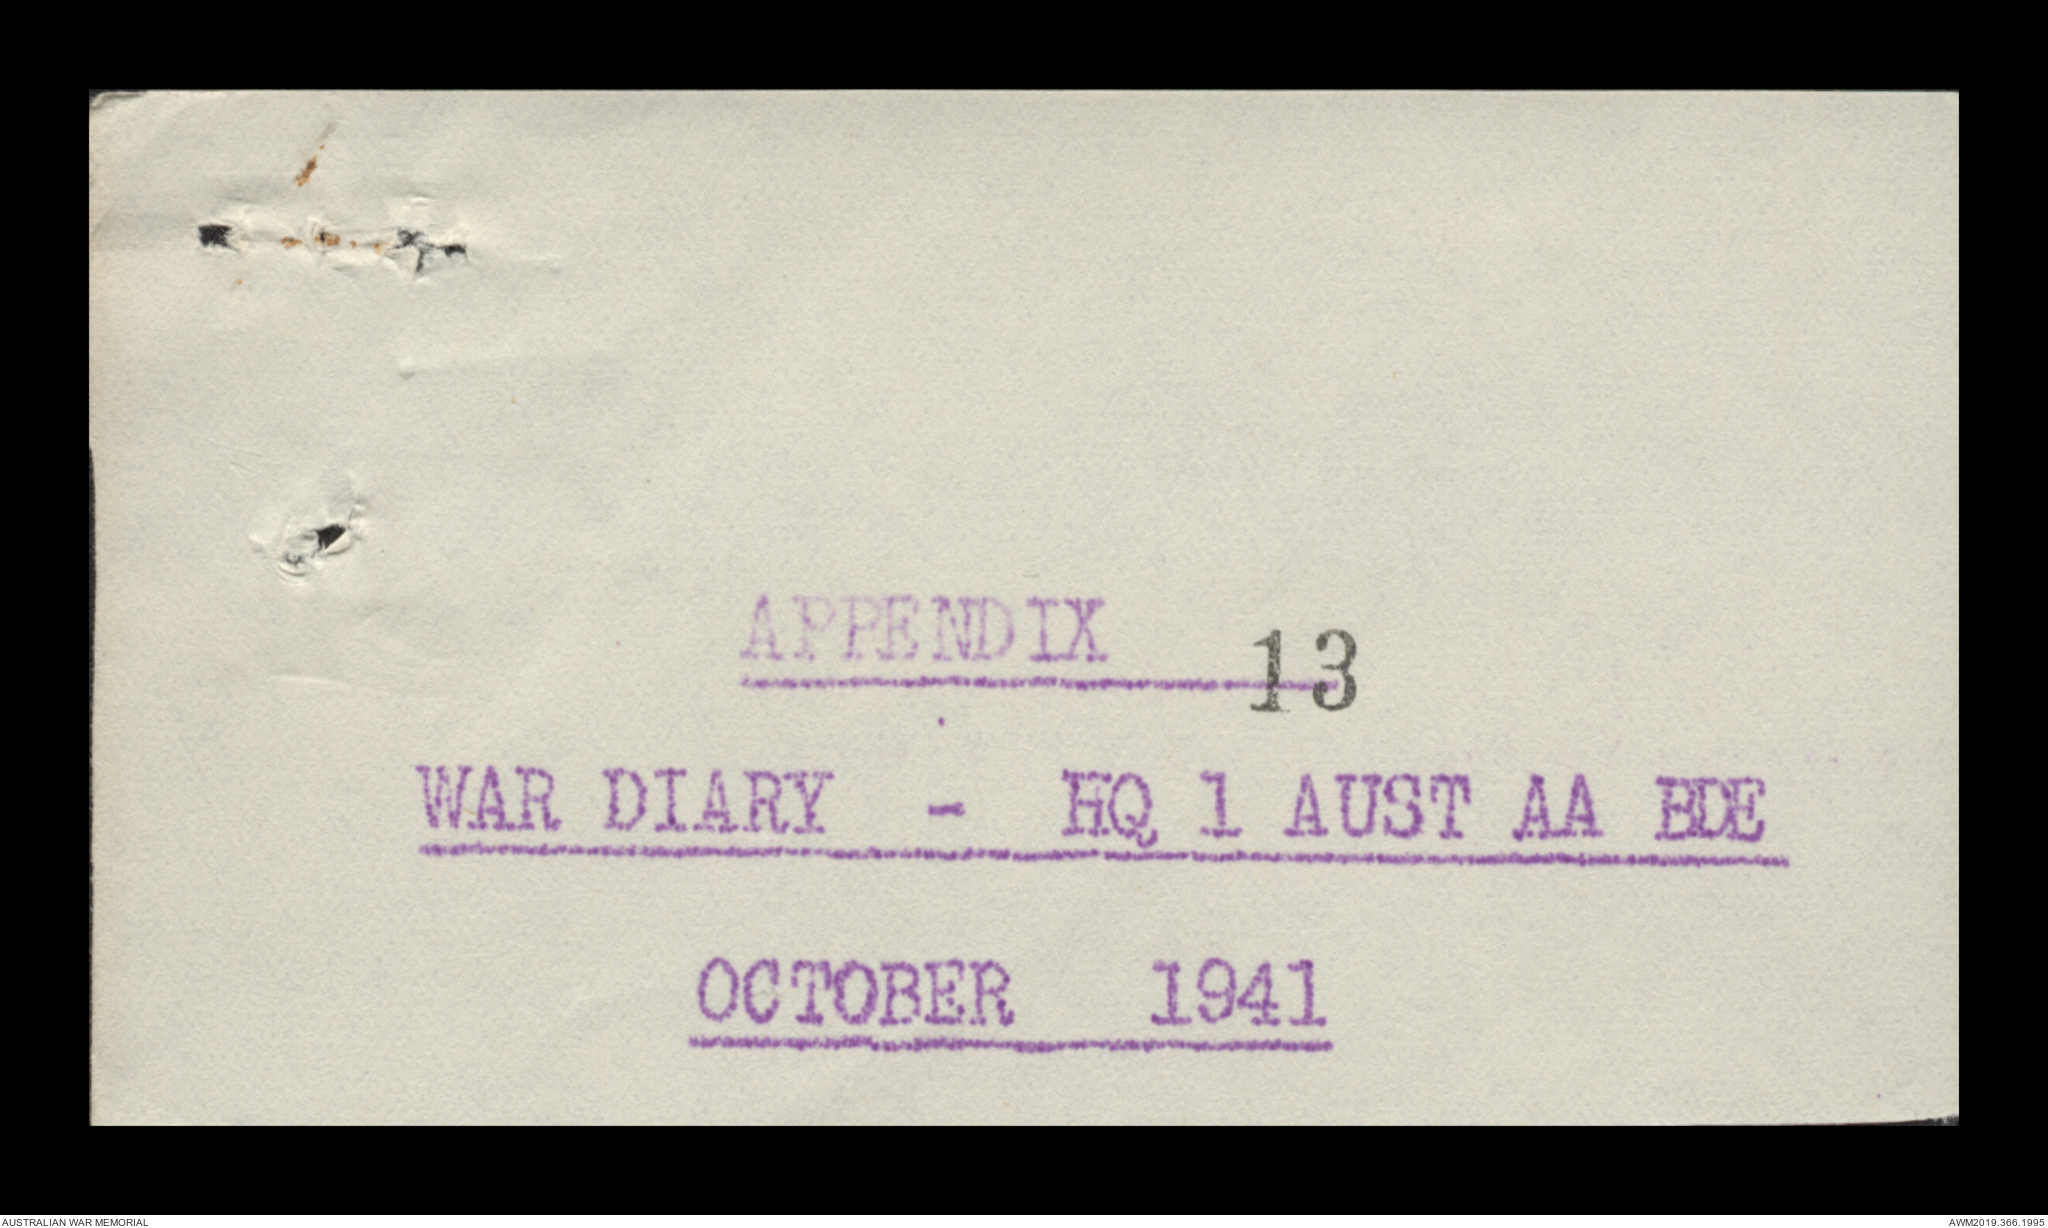 APPENDIX 13
WAR DIARY - HQ 1 AUST AA BDE
OCTOBER 1941
AUSTRALIAN WAR MEMORIAL
AWM2019.366.1995